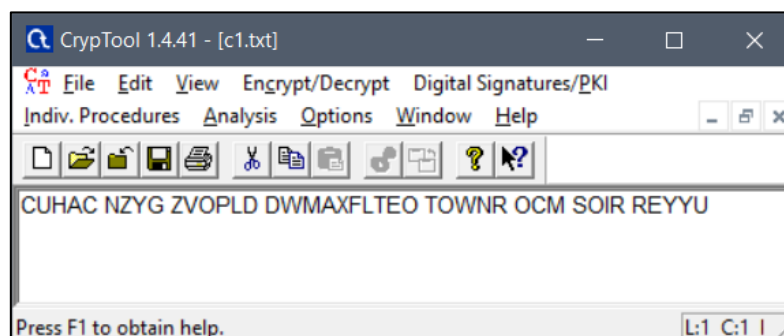 CrypTool 1.4.41 - [c1.txt]
File Edit View Encrypt/Decrypt Digital Signatures/PKI
Indiv. Procedures Analysis Options Window Help
CUHAC NZYG ZVOPLD DWMAXFLTEO TOWNR OCM SOIR REYYU
Press F1 to obtain help. L:1 C:1